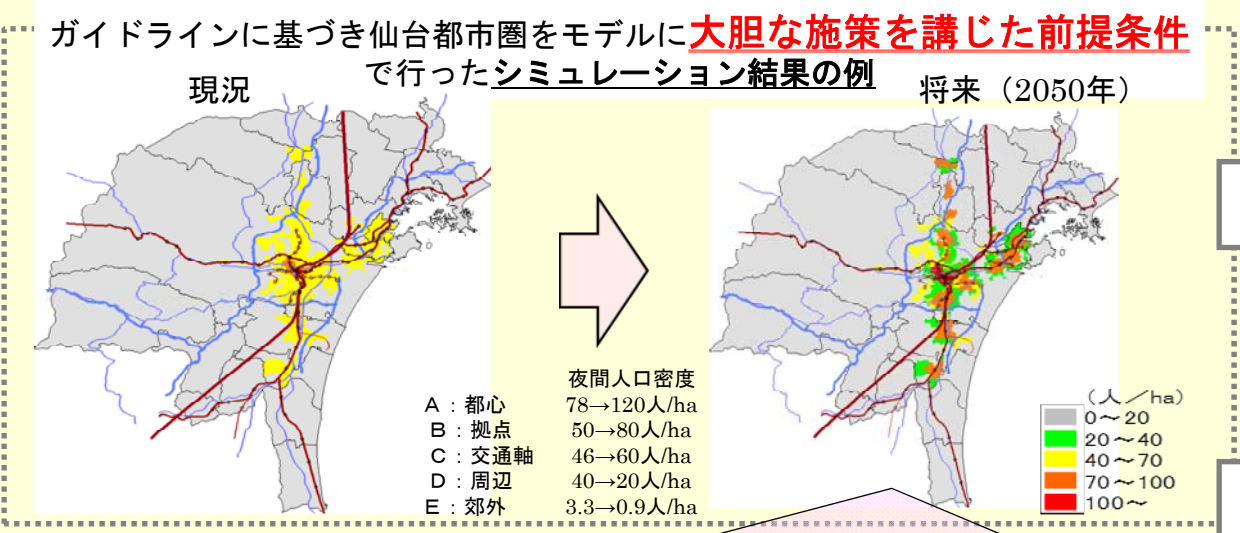 ガイドラインに基づき仙台都市圏をモデルに大胆な施策を講じた前提条件
で行ったシミュレーション結果の例
現況
将来（2050年）
夜間人口密度
A：都心 78→120人/ha
B：拠点 50→80人/ha
C：交通軸 46→60人/ha
D：周辺 40→20人/ha
E：郊外 3.3→0.9人/ha
（人／ha）
0～20
20～40
40～70
70～100
100～